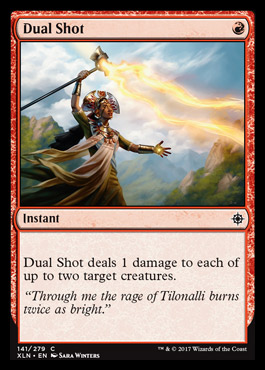 Dual Shot
Instant
Dual Shot deals 1 damage to each of
up to two target creatures.
“Through me the rage of Tilonalli burns
twice as bright.”
141/279 C
XLN • EN SARA WINTERS
™ & © 2017 Wizards of the Coast